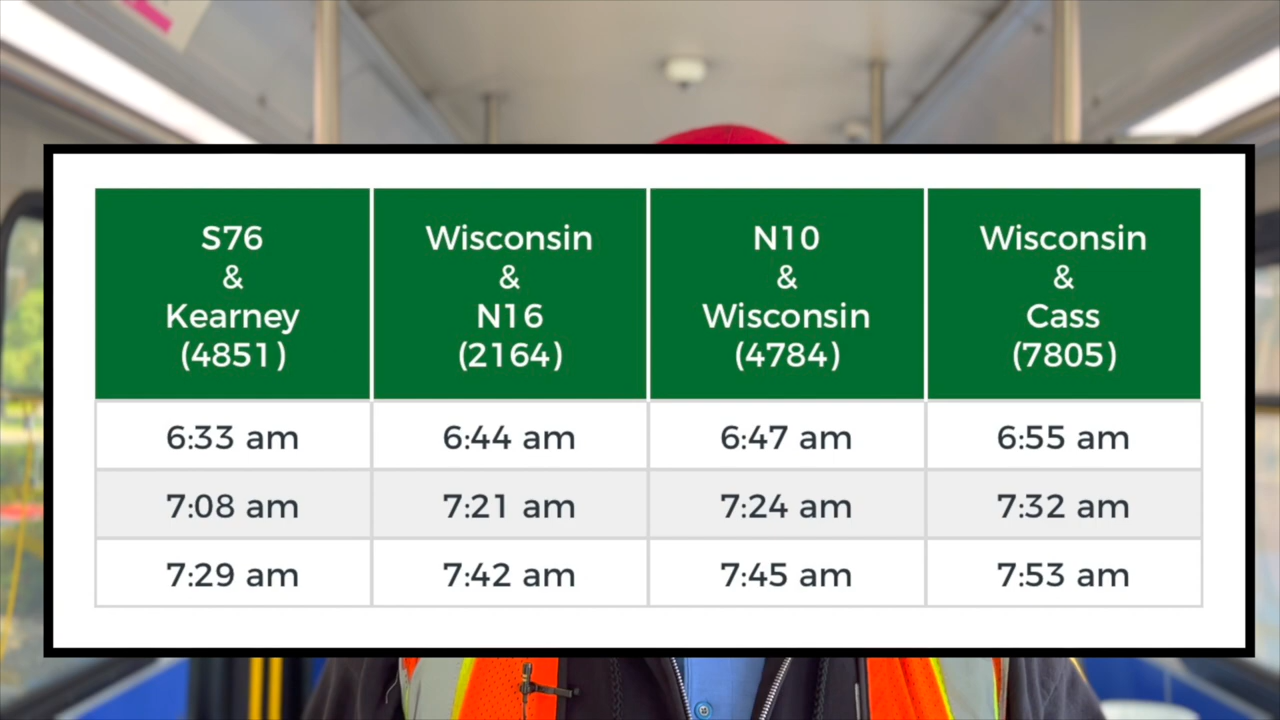 S76 & Kearney (4851) Wisconsin & N16 (2164) N10 & Wisconsin (4784) Wisconsin & Cass (7805)
6:33 am 6:44 am 6:47 am 6:55 am
7:08 am 7:21 am 7:24 am 7:32 am
7:29 am 7:42 am 7:45 am 7:53 am